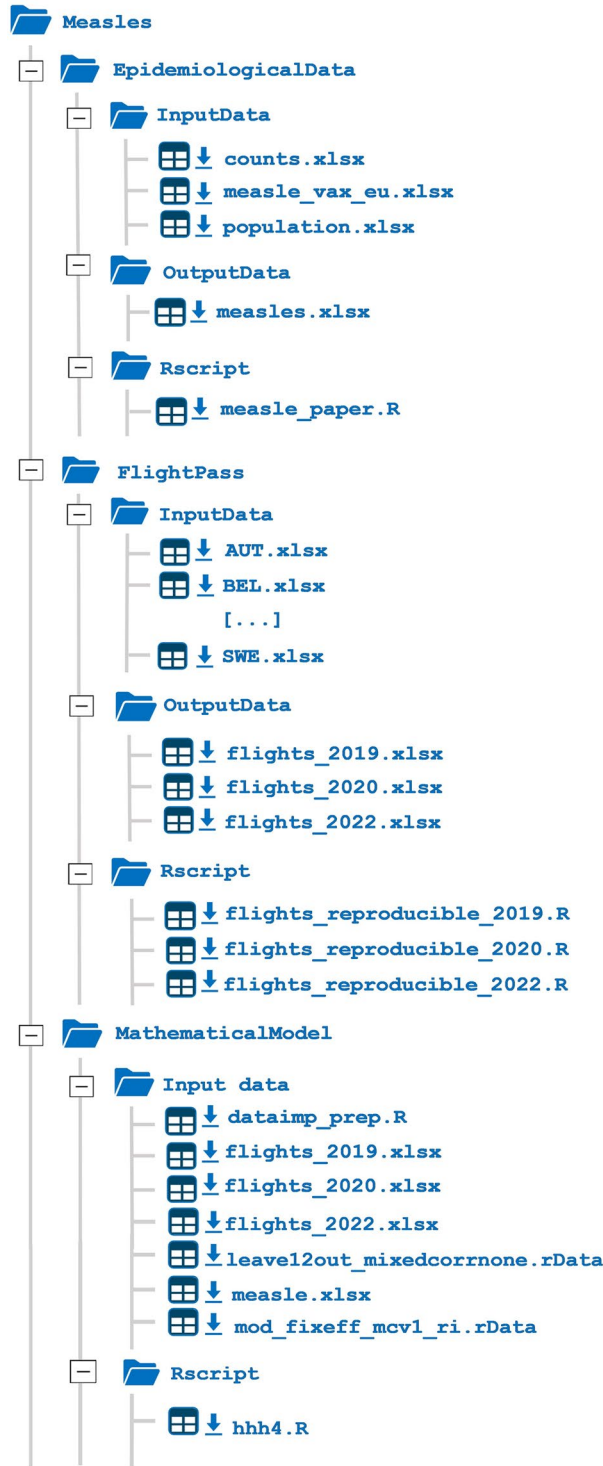 Measles
EpidemiologicalData
InputData
counts.xlsx
measle_vax_eu.xlsx
population.xlsx
OutputData
measles.xlsx
Rscript
measle_paper.R
FlightPass
InputData
AUT.xlsx
BEL.xlsx
[...]
SWE.xlsx
OutputData
flights_2019.xlsx
flights_2020.xlsx
flights_2022.xlsx
Rscript
flights_reproducible_2019.R
flights_reproducible_2020.R
flights_reproducible_2022.R
MathematicalModel
Input data
dataimp_prep.R
flights_2019.xlsx
flights_2020.xlsx
flights_2022.xlsx
leave12out_mixedcorrnone.rData
measle.xlsx
mod_fixeff_mcv1_ri.rData
Rscript
hhh4.R